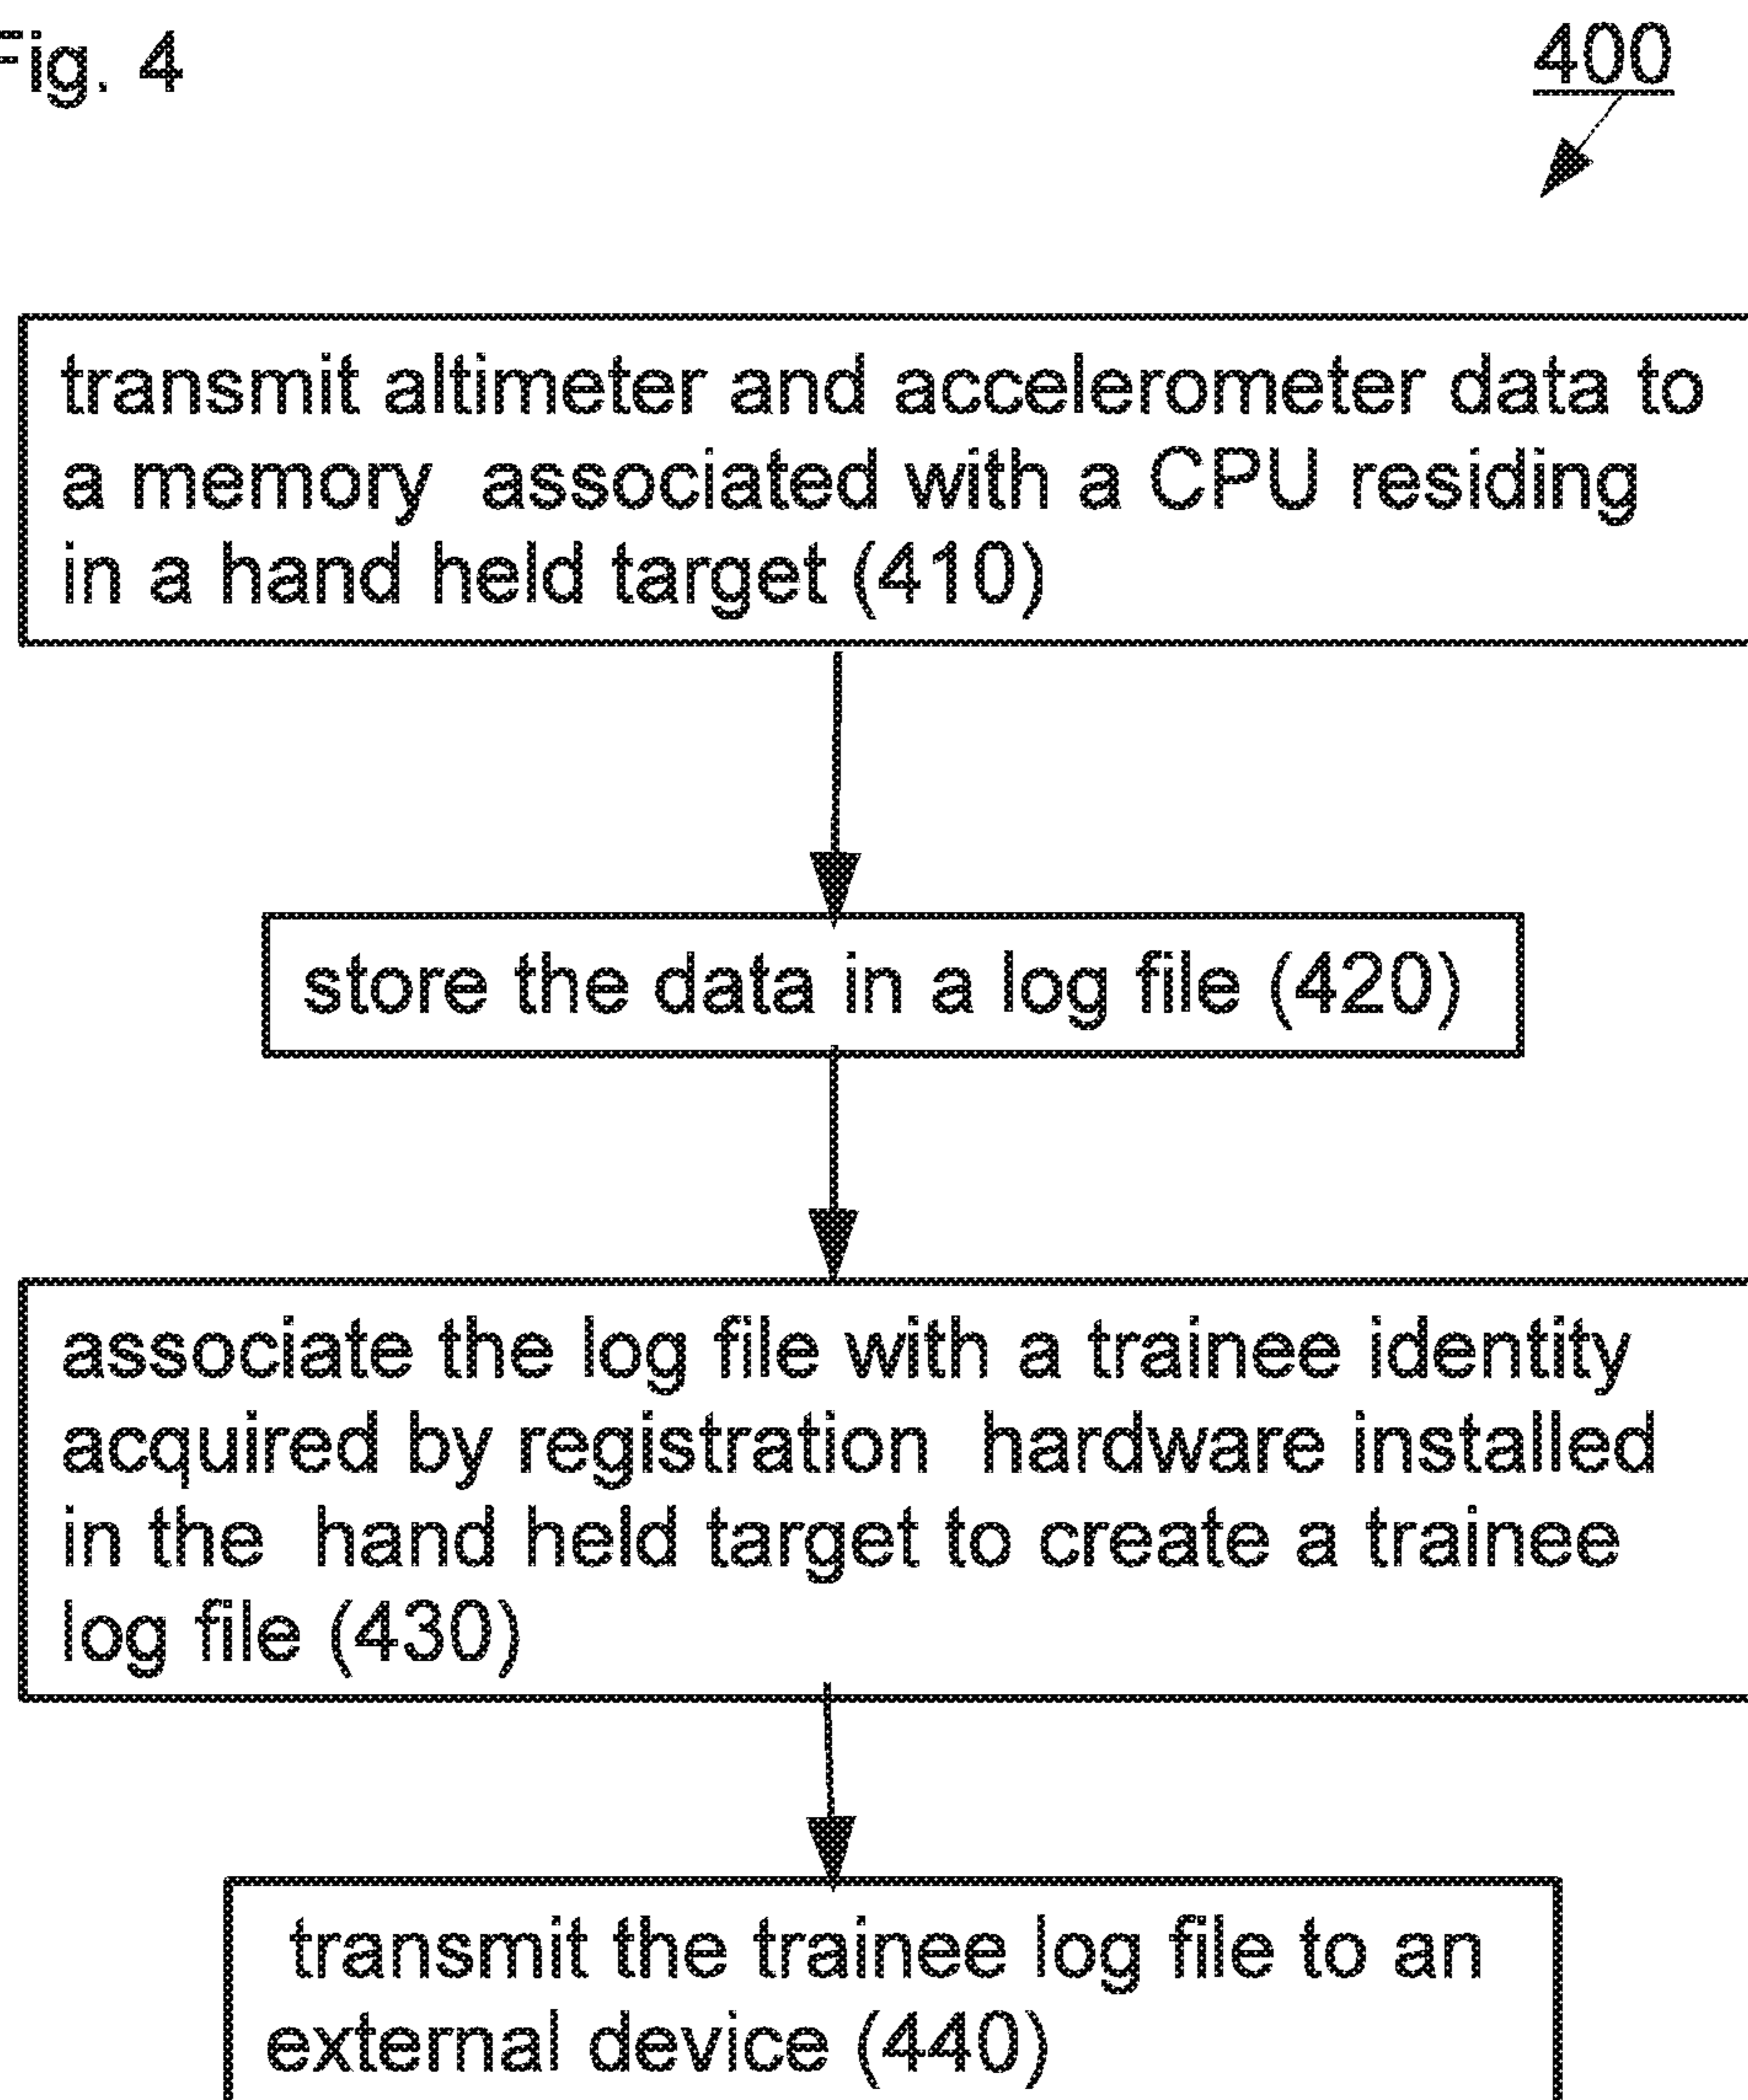 Fig. 4
400
transmit altimeter and accelerometer data to
a memory associated with a CPU residing
in a hand held target (410)
store the data in a log file (420)
associate the log file with a trainee identity
acquired by registration hardware installed
in the hand held target to create a trainee
log file (430)
transmit the trainee log file to an
external device (440)